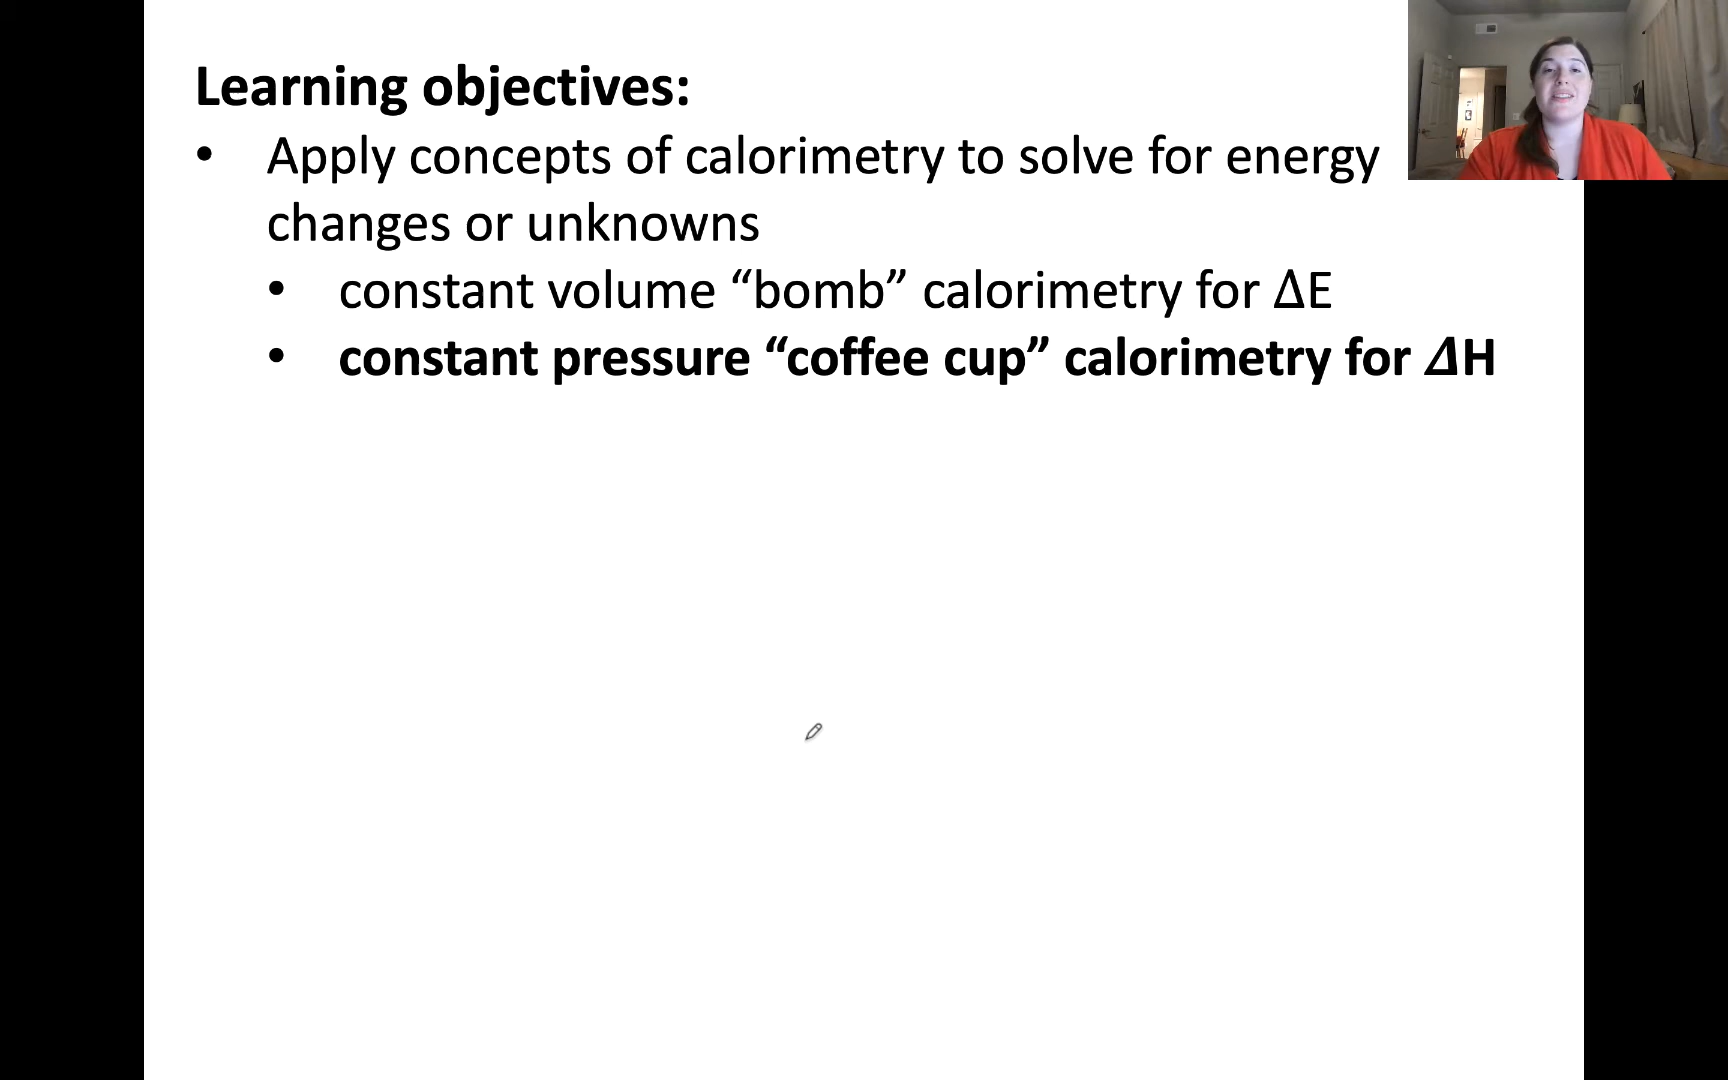 Learning objectives:
• Apply concepts of calorimetry to solve for energy
changes or unknowns
• constant volume “bomb” calorimetry for ΔE
• constant pressure “coffee cup” calorimetry for ΔH